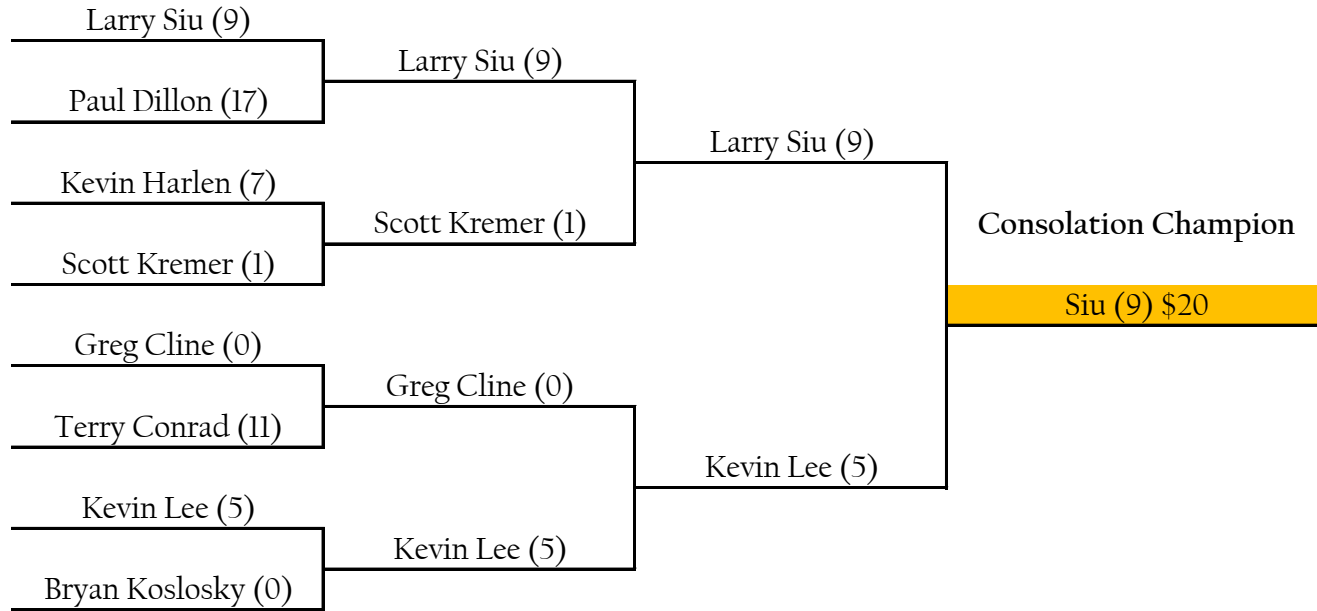 Larry Siu (9)
Larry Siu (9)
Paul Dillon (17)
Larry Siu (9)
Kevin Harlen (7)
Scott Kremer (1)
Consolation Champion
Scott Kremer (1)
Siu (9) $20
Greg Cline (0)
Greg Cline (0)
Terry Conrad (11)
Kevin Lee (5)
Kevin Lee (5)
Kevin Lee (5)
Bryan Koslosky (0)